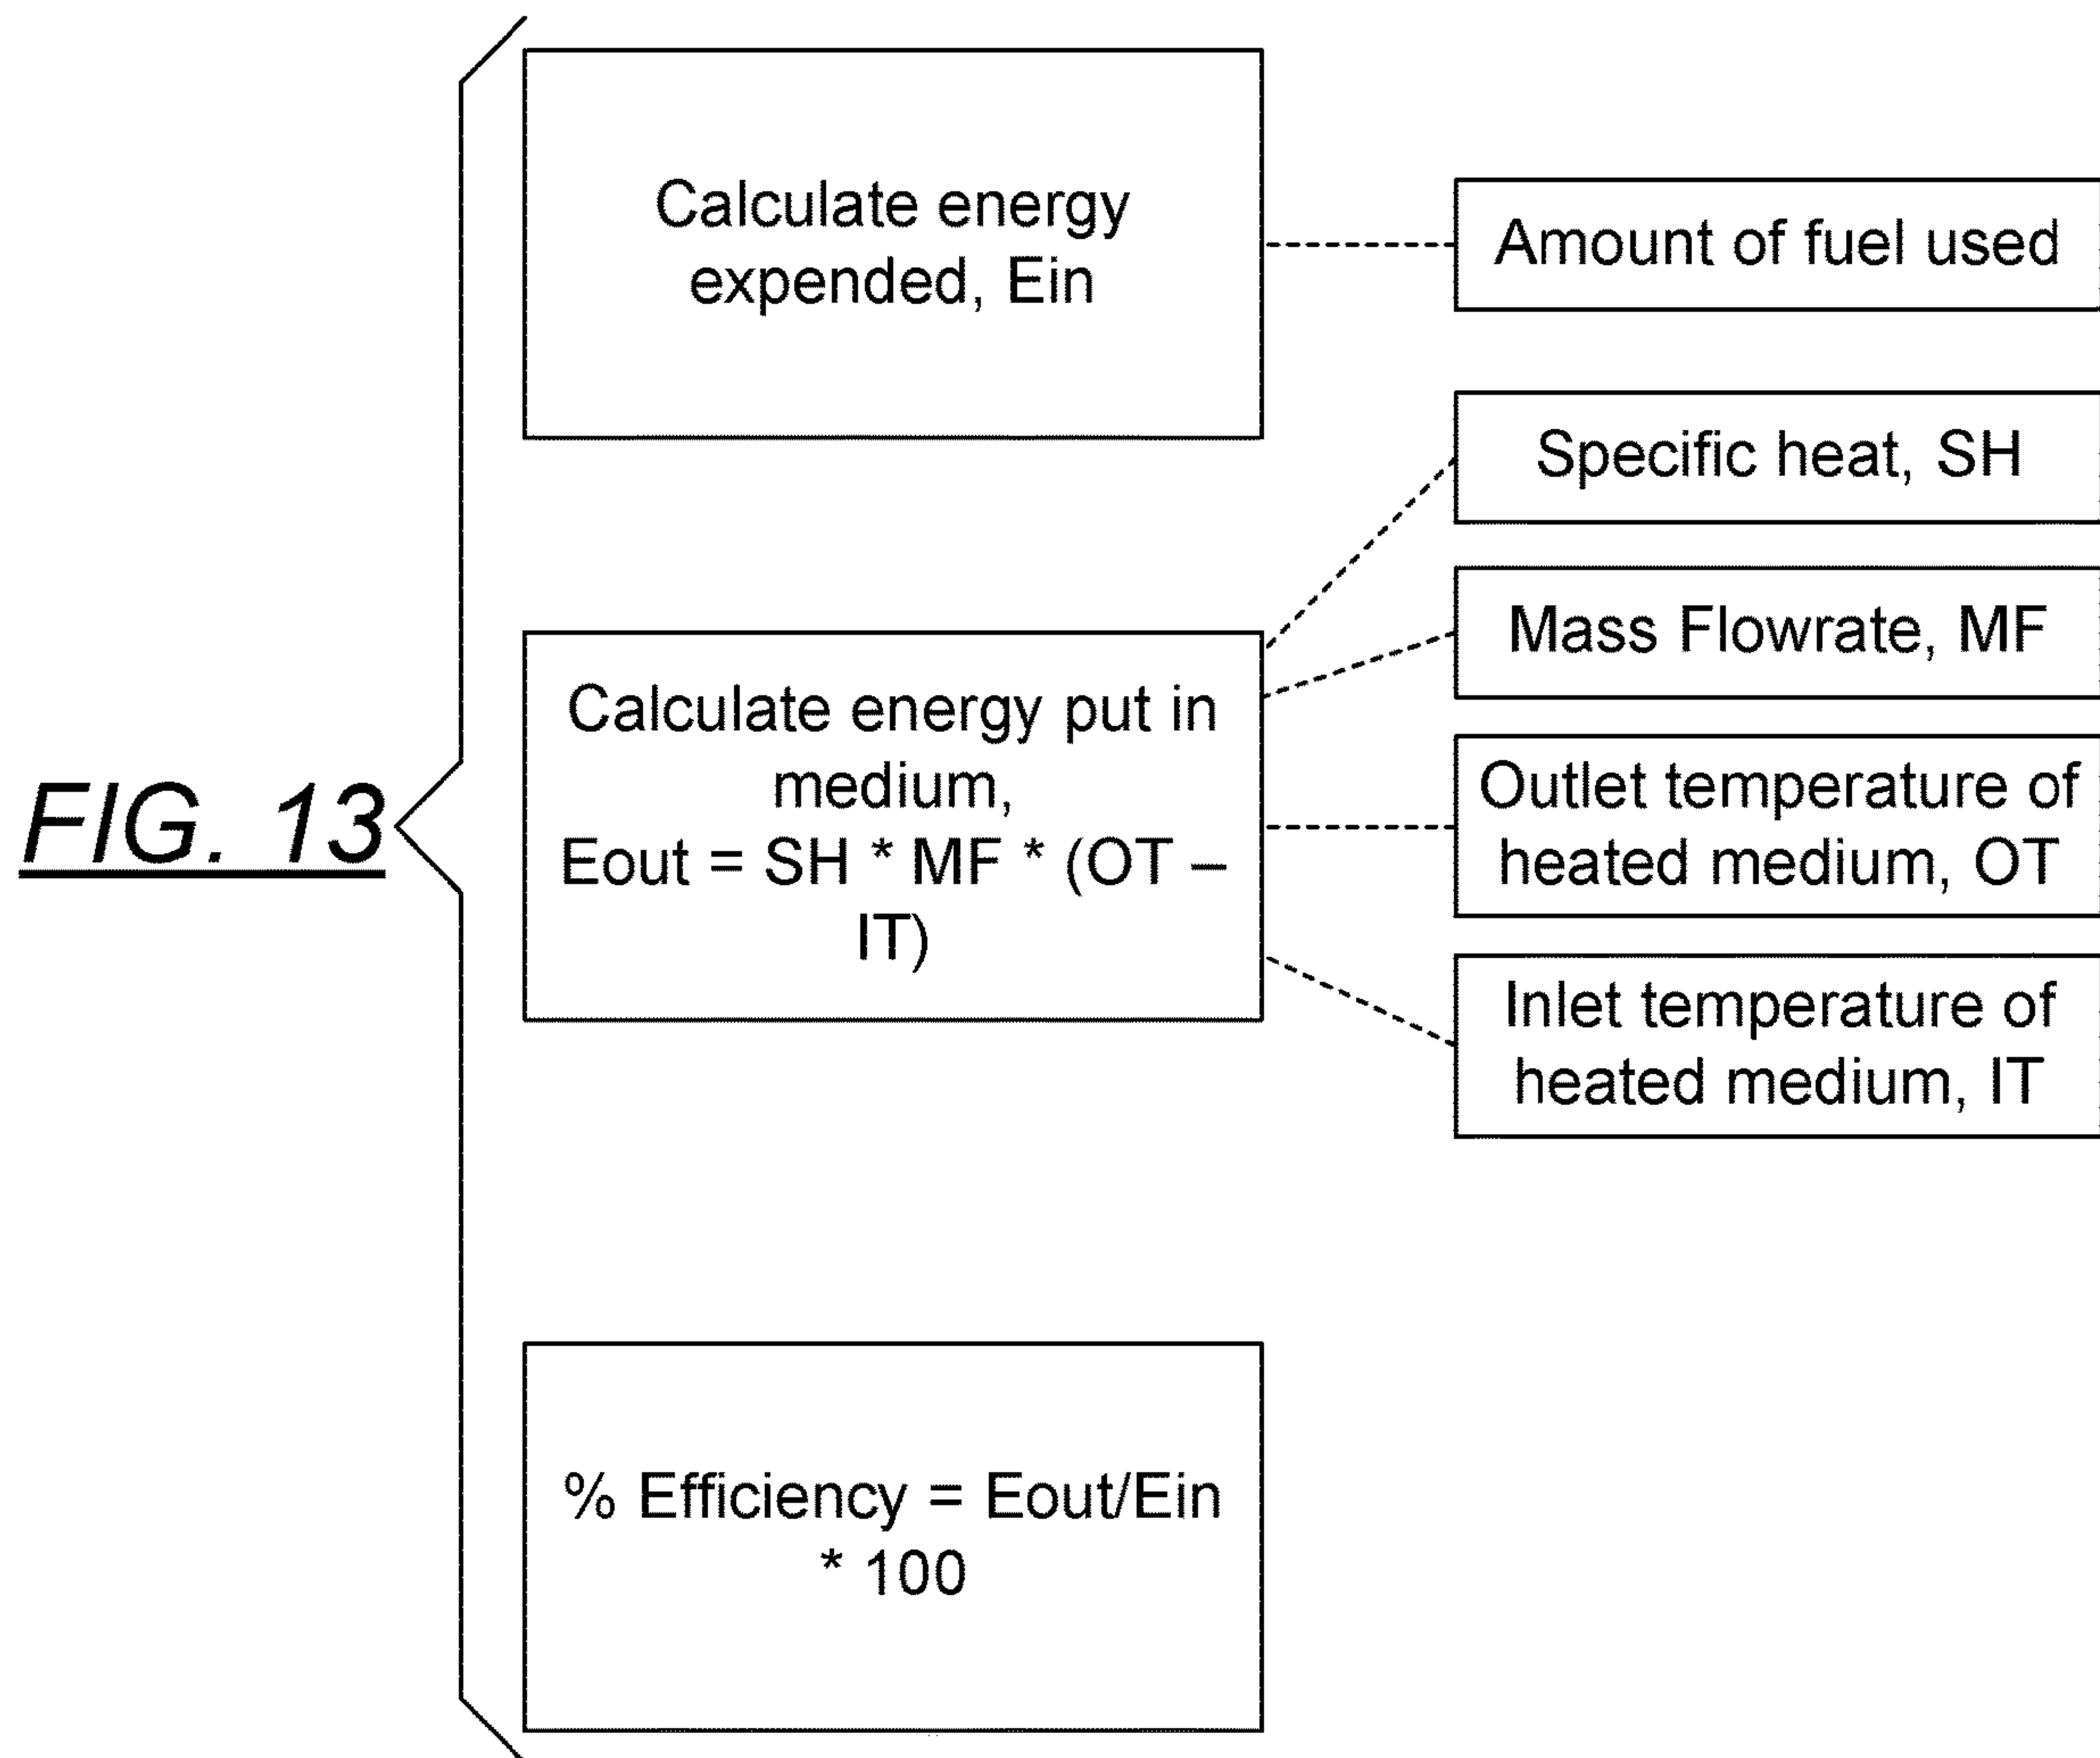 Calculate energy
expended, Ein
Amount of fuel used
Specific heat, SH
Mass Flowrate, MF
FIG. 13
Calculate energy put in
medium,
Eout = SH * MF * (OT –
IT)
Outlet temperature of
heated medium, OT
Inlet temperature of
heated medium, IT
% Efficiency = Eout/Ein
* 100